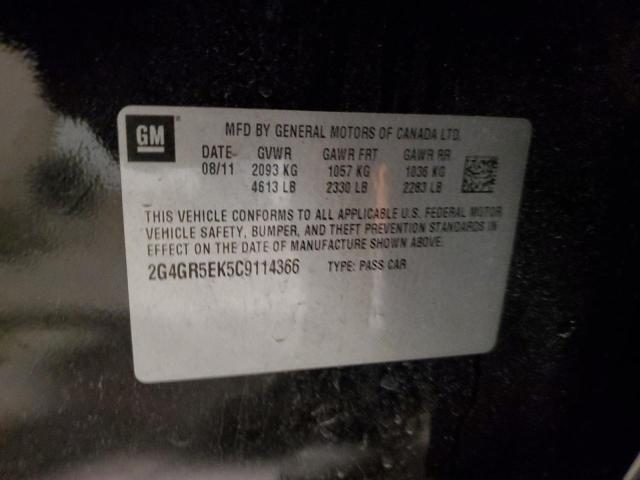 GM ® MFD BY GENERAL MOTORS OF CANADA LTD.
DATE GVWR GAWR FRT GAWR RR
08/11 2093 KG 1057 KG 1036 KG
4613 LB 2330 LB 2283 LB
THIS VEHICLE CONFORMS TO ALL APPLICABLE U.S. FEDERAL MOTOR
VEHICLE SAFETY, BUMPER, AND THEFT PREVENTION STANDARDS IN
EFFECT ON THE DATE OF MANUFACTURE SHOWN ABOVE.
2G4GR5EK5C9114366 TYPE: PASS CAR